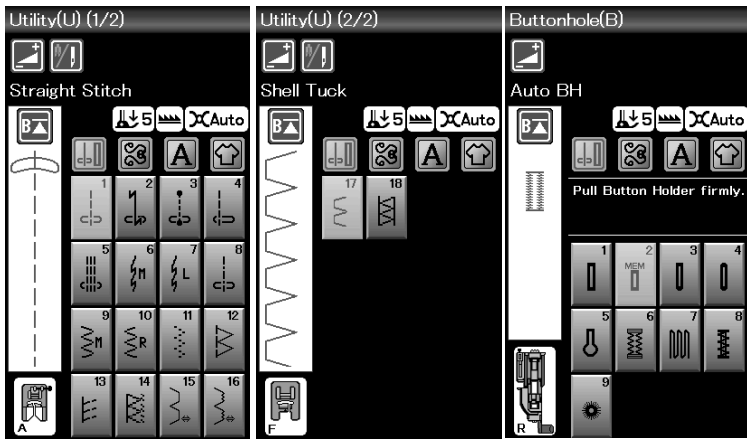 Utility(U) (1/2)
Straight Stitch
B
5
Auto
A
1
2
3
4
5
6
M
7
L
8
9
M
10
R
11
12
13
14
15
16
A
Utility(U) (2/2)
Shell Tuck
B
5
Auto
A
17
18
F
Buttonhole(B)
Auto BH
B
5
Auto
A
Pull Button Holder firmly.
1
2
MEM
3
4
5
6
7
8
9
R